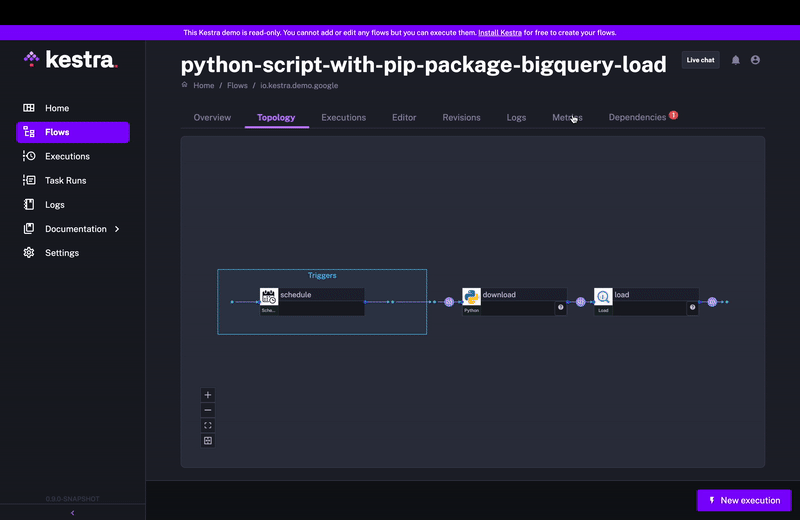 This Kestra demo is read-only. You cannot add or edit any flows but you can execute them. Install Kestra for free to create your flows.
kestra.
python-script-with-pip-package-bigquery-load
Live chat
Home / Flows / io.kestra.demo.google
Home
Flows
Executions
Task Runs
Logs
Documentation
Settings
Overview
Topology
Executions
Editor
Revisions
Logs
Metrics
Dependencies
1
Triggers
schedule
Sche...
download
Python
load
Load
0.9.0-SNAPSHOT
New execution